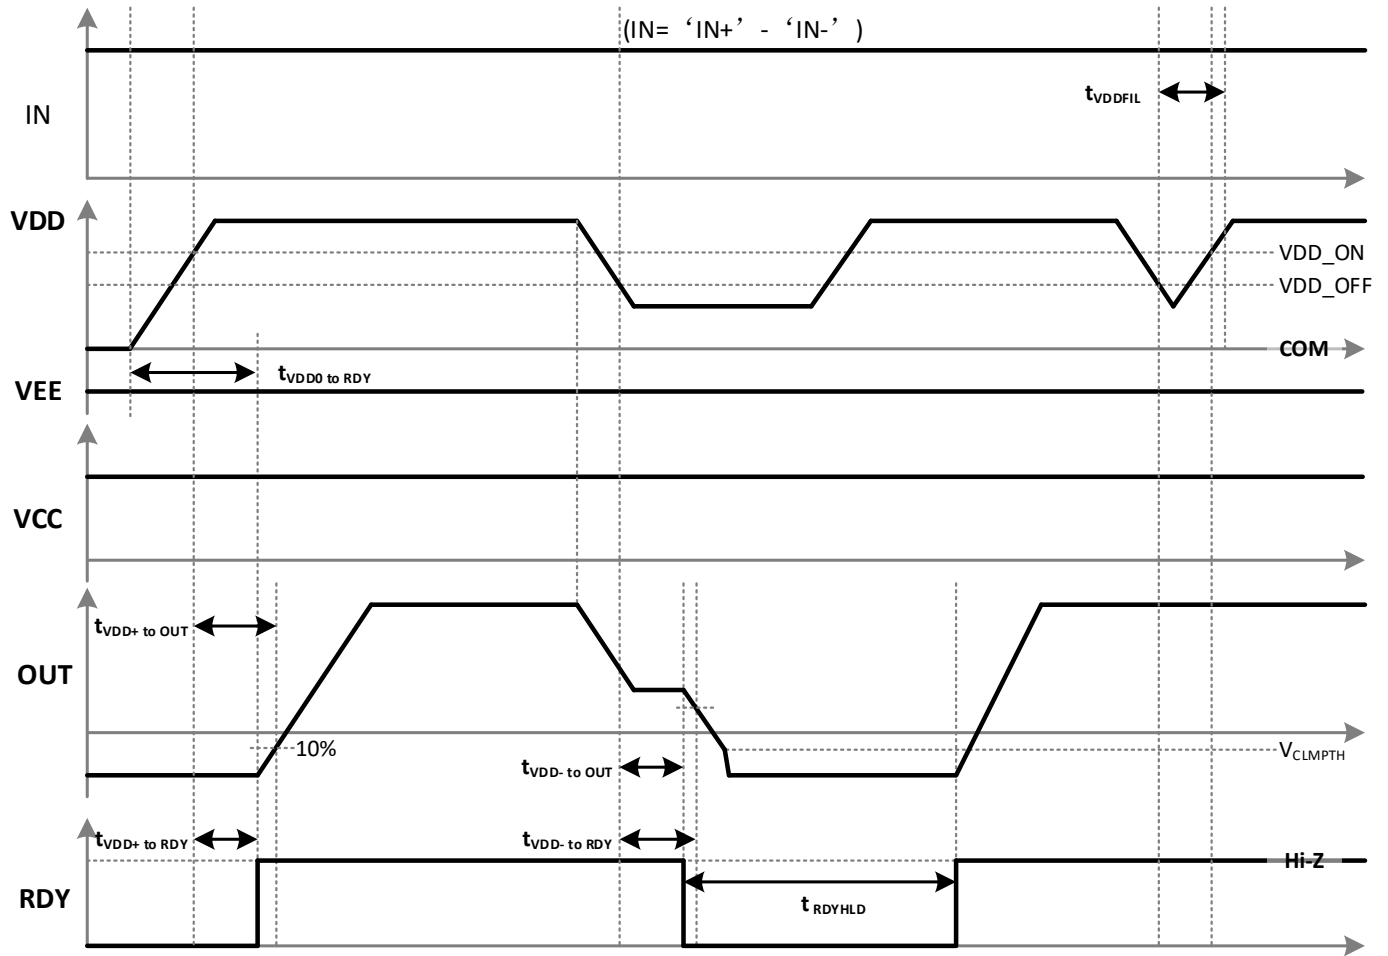 (IN= ‘IN+’ - ‘IN-’ )
tVDDFIL
IN
VDD
VDD_ON
VDD_OFF
COM
tVDD0 to RDY
VEE
VCC
tVDD+ to OUT
OUT
10%
VCLMPTH
tVDD- to OUT
tVDD+ to RDY
tVDD- to RDY
Hi-Z
RDY
t RDYHLD